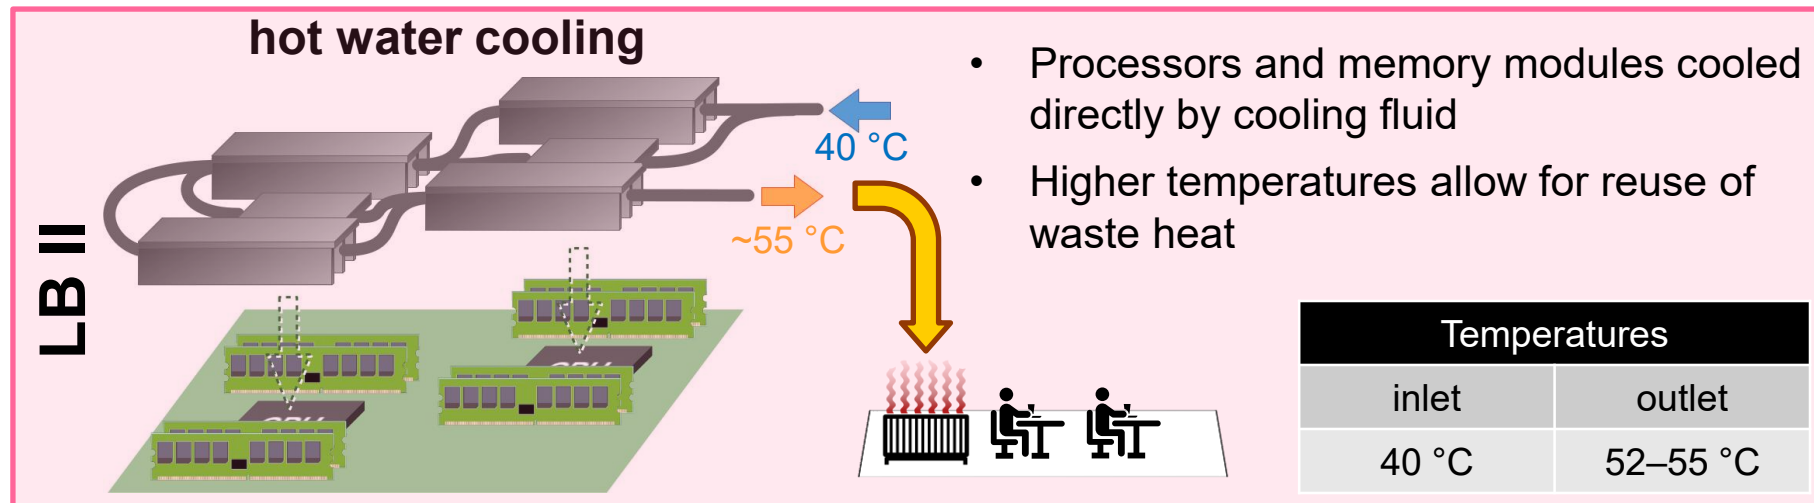 hot water cooling
LB II
40 °C
~55 °C
• Processors and memory modules cooled
directly by cooling fluid
• Higher temperatures allow for reuse of
waste heat
Temperatures
inlet outlet
40 °C 52–55 °C